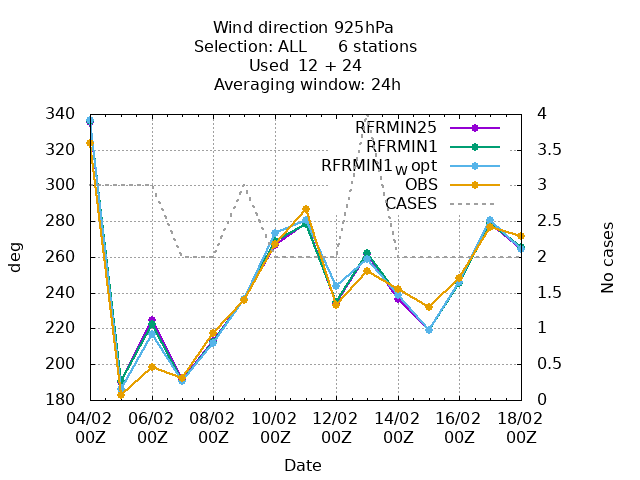 Wind direction 925hPa
Selection: ALL 6 stations
Used 12 + 24
Averaging window: 24h
RFRMIN25
RFRMIN1
RFRMIN1w opt
OBS
CASES
340
320
300
280
260
240
220
200
180
deg
4
3.5
3
2.5
2
1.5
1
0.5
0
No cases
04/02 06/02 08/02 10/02 12/02 14/02 16/02 18/02
00Z 00Z 00Z 00Z 00Z 00Z 00Z 00Z
Date